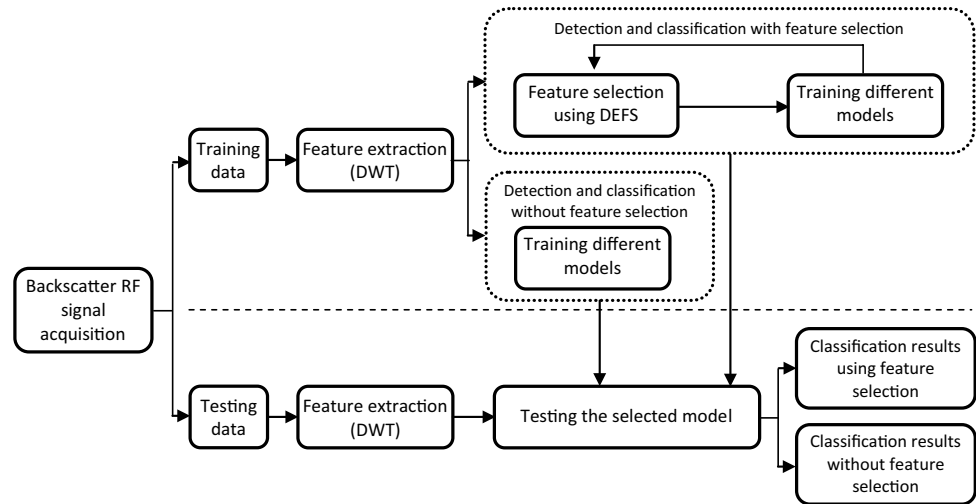 Detection and classification with feature selection
Feature selection
using DEFS
Training different
models
Training
data
Feature extraction
(DWT)
Detection and classification
without feature selection
Training different
models
Backscatter RF
signal
acquisition
Testing
data
Feature extraction
(DWT)
Testing the selected model
Classification results
using feature
selection
Classification results
without feature
selection